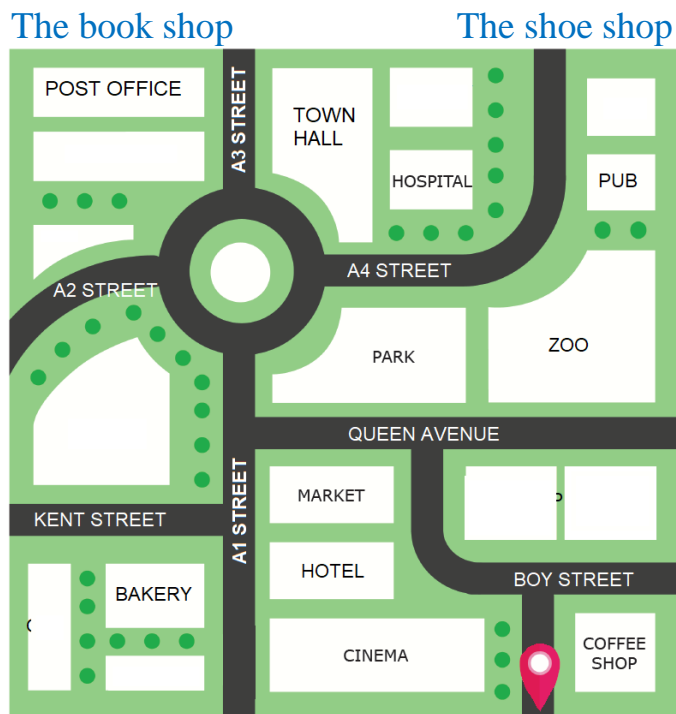 The book shop
The shoe shop
POST OFFICE
A3 STREET
TOWN
HALL
HOSPITAL
PUB
A2 STREET
A4 STREET
PARK
ZOO
QUEEN AVENUE
MARKET
KENT STREET
A1 STREET
HOTEL
BOY STREET
BAKERY
CINEMA
COFFEE
SHOP